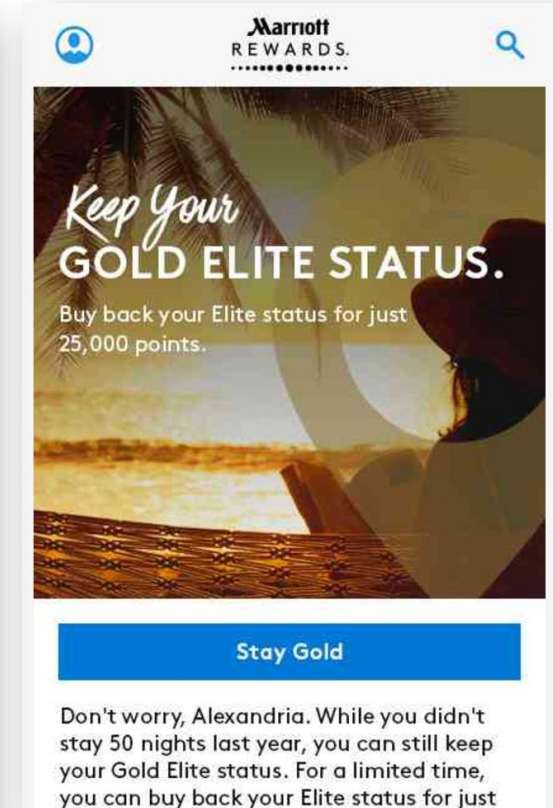 Marriott
REWARDS.
Keep Your
GOLD ELITE STATUS.
Buy back your Elite status for just
25,000 points.
Stay Gold
Don't worry, Alexandria. While you didn't
stay 50 nights last year, you can still keep
your Gold Elite status. For a limited time,
you can buy back your Elite status for just